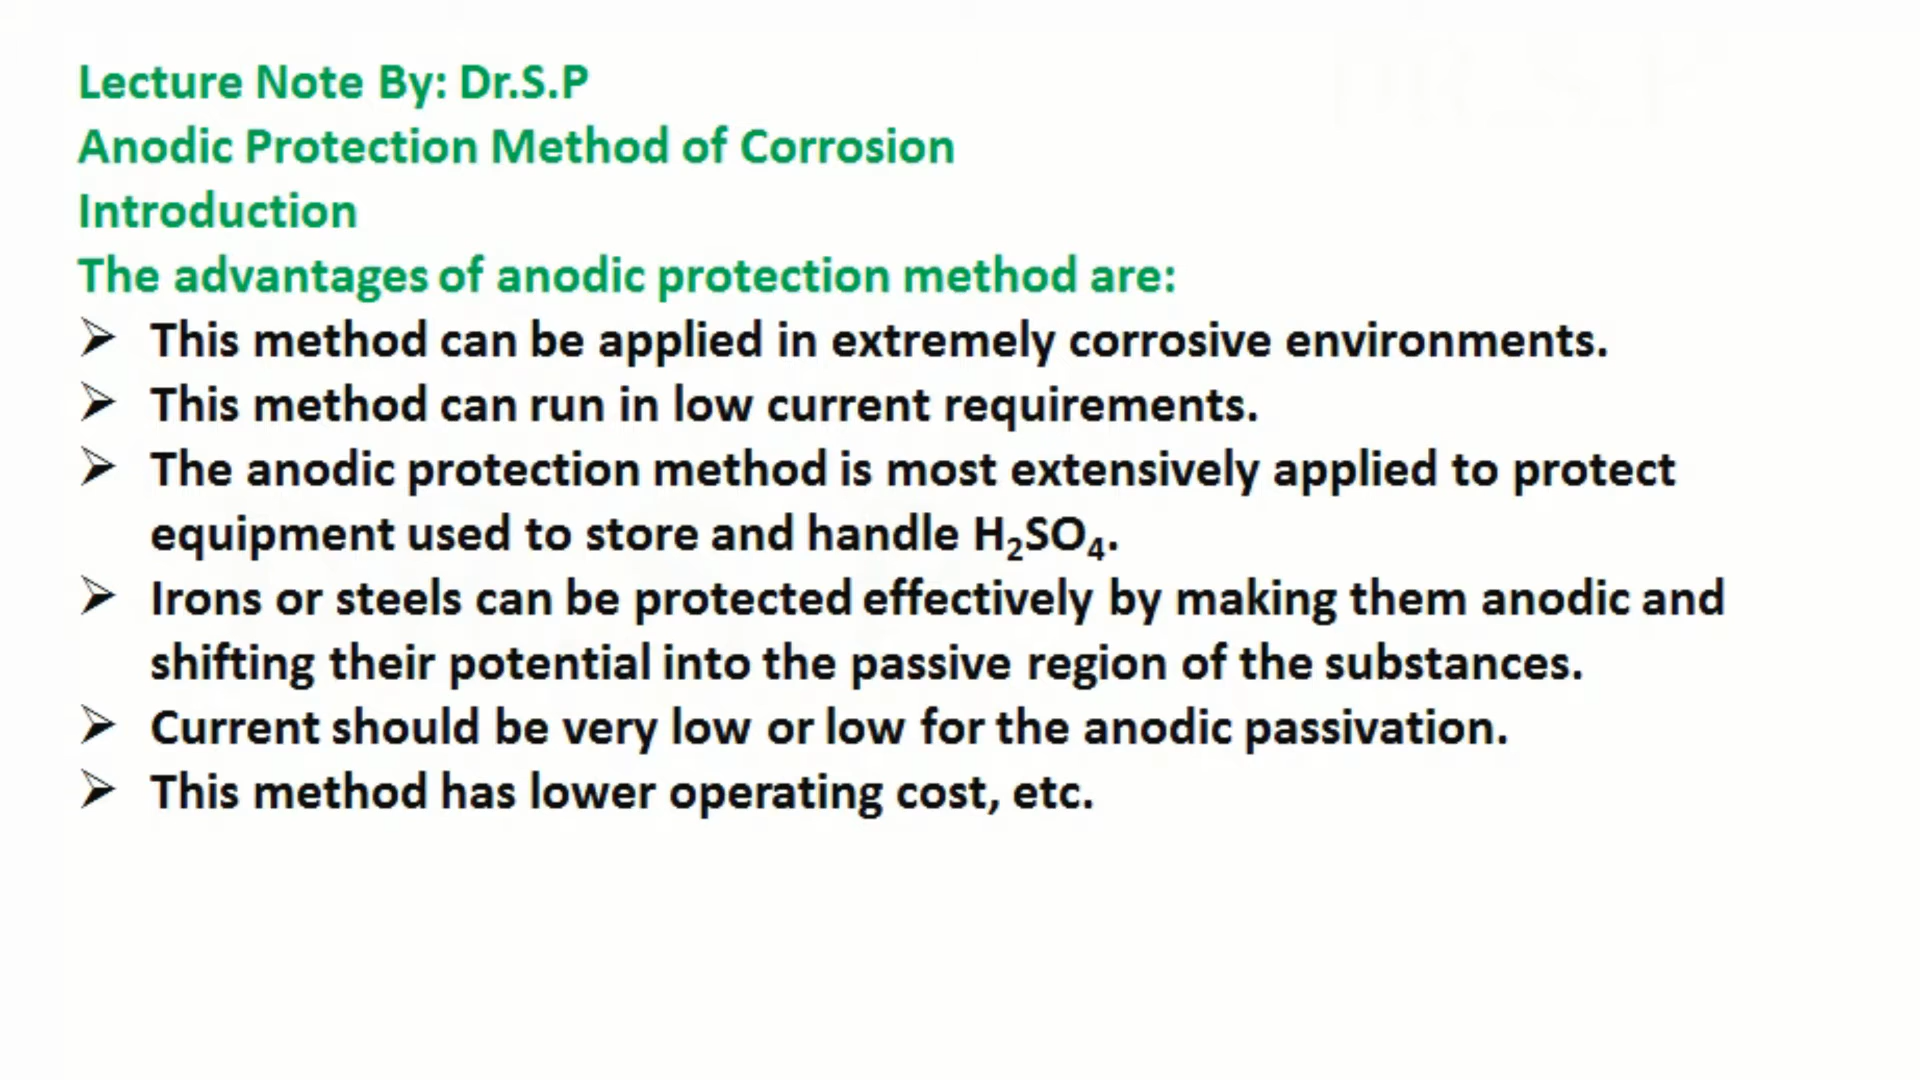 Lecture Note By: Dr.S.P
Anodic Protection Method of Corrosion
Introduction
The advantages of anodic protection method are:
➢ This method can be applied in extremely corrosive environments.
➢ This method can run in low current requirements.
➢ The anodic protection method is most extensively applied to protect
equipment used to store and handle H₂SO₄.
➢ Irons or steels can be protected effectively by making them anodic and
shifting their potential into the passive region of the substances.
➢ Current should be very low or low for the anodic passivation.
➢ This method has lower operating cost, etc.